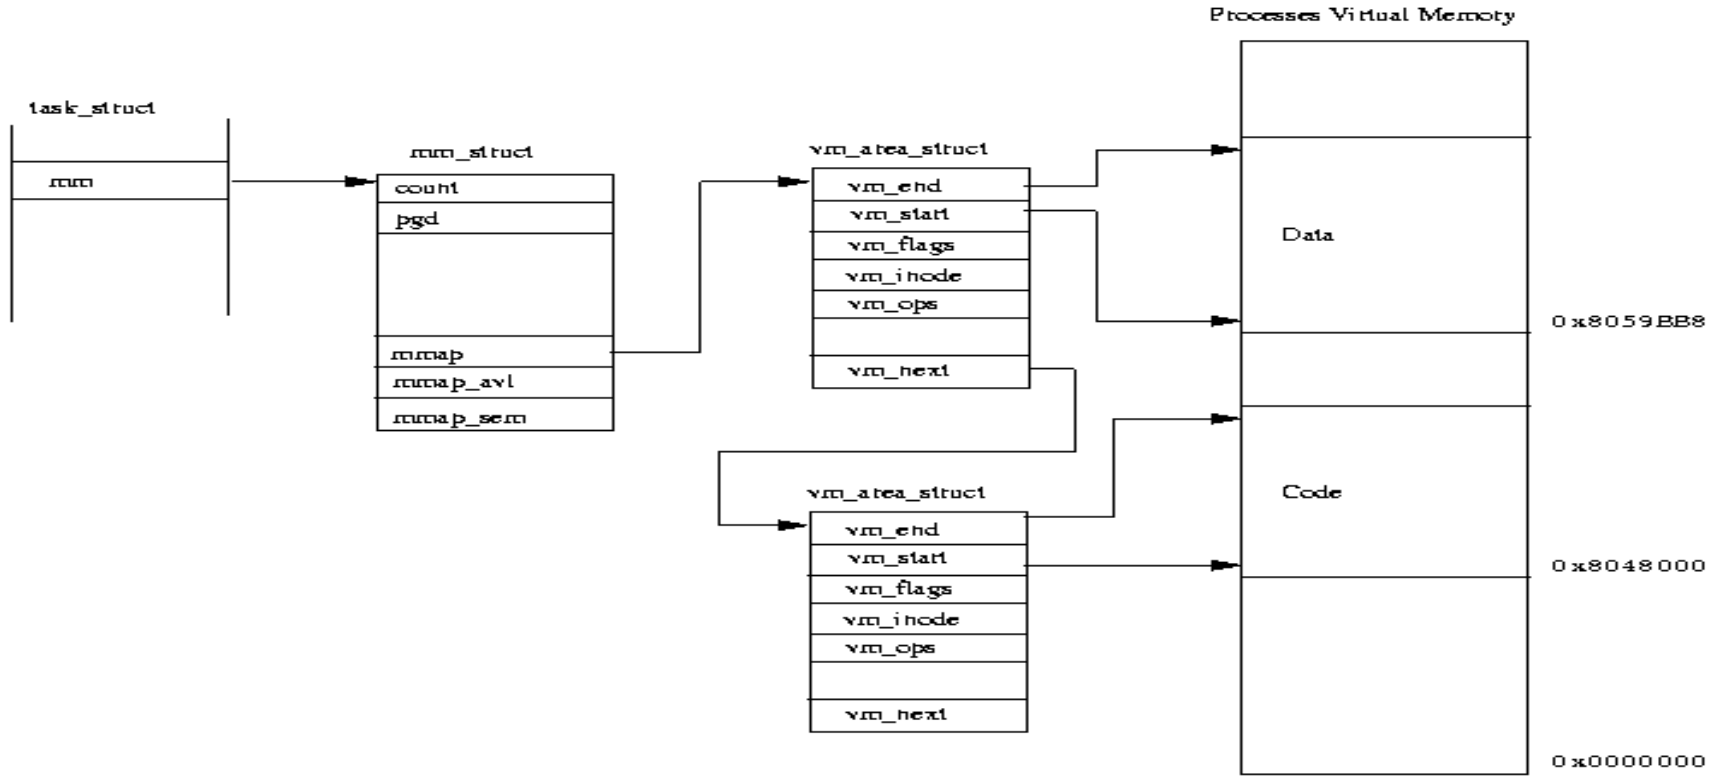 Processes Virtual Memory
task_struct
mm
mm_struct
count
pgd
mmap
mmap_avl
mmap_sem
vm_area_struct
vm_end
vm_start
vm_flags
vm_inode
vm_ops
vm_next
vm_area_struct
vm_end
vm_start
vm_flags
vm_inode
vm_ops
vm_next
Data
0x8059BB8
Code
0x8048000
0x0000000